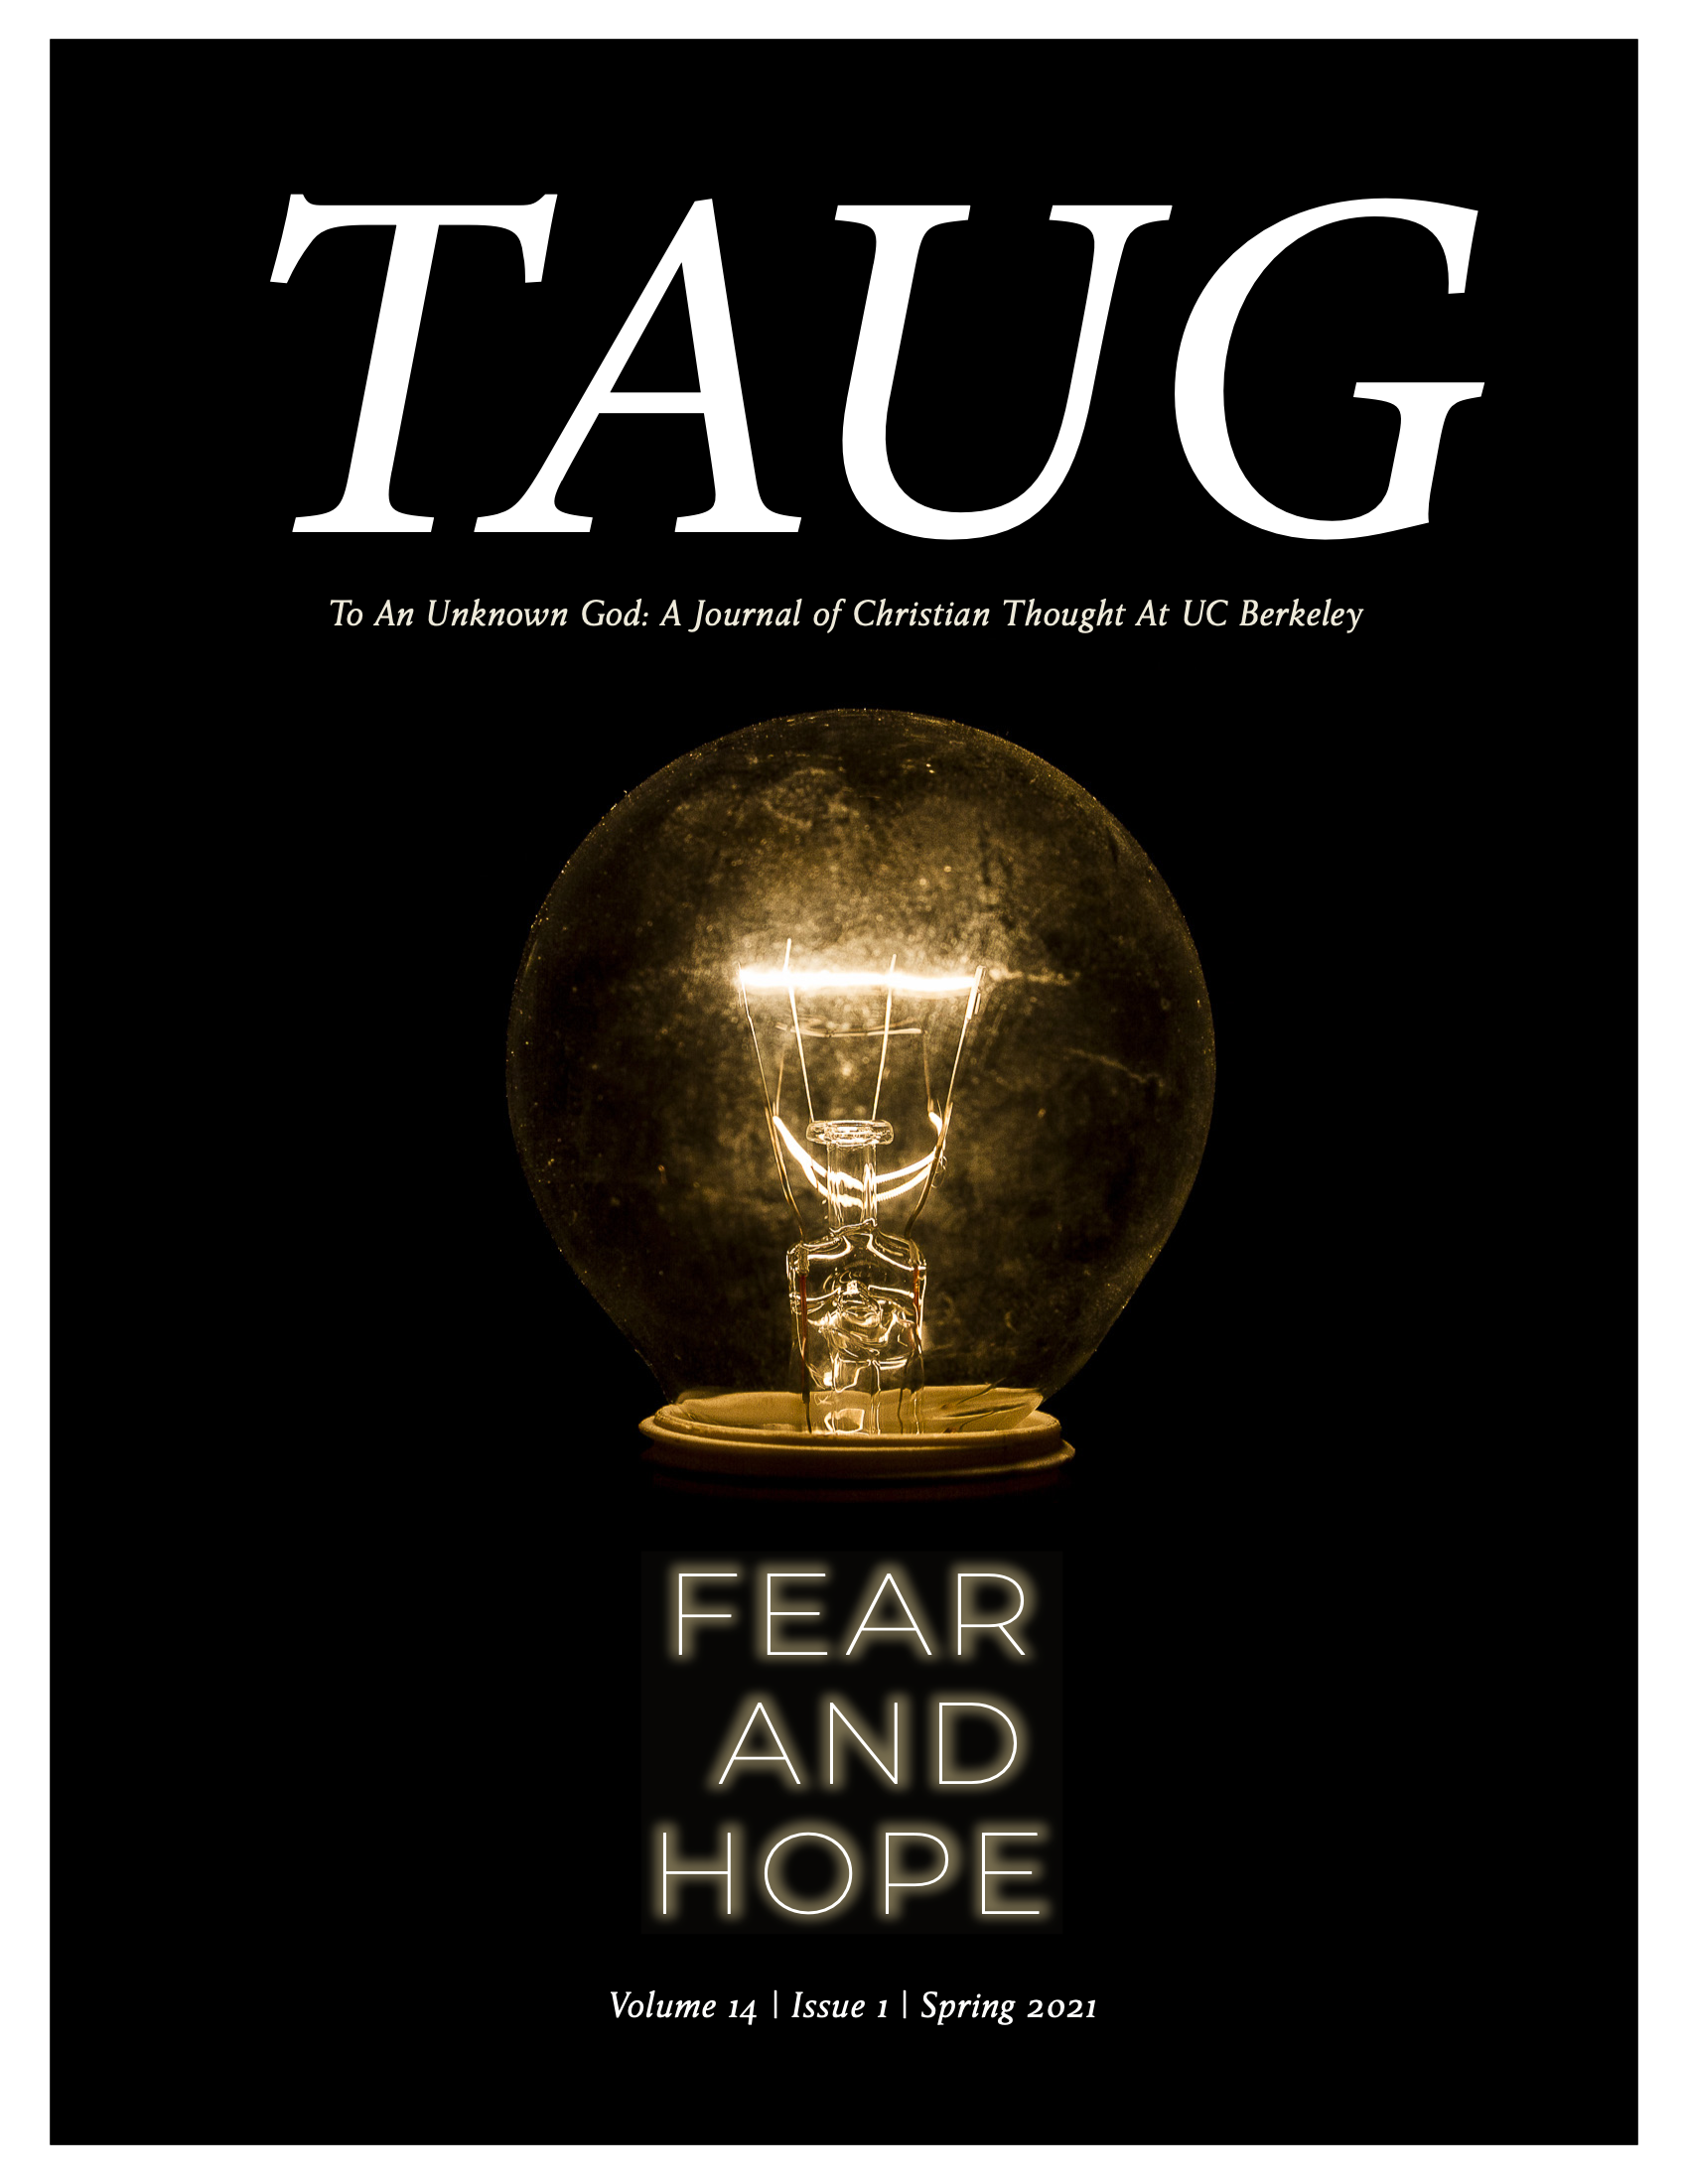 TAUG
To An Unknown God: A Journal of Christian Thought At UC Berkeley
FEAR
AND
HOPE
Volume 14 | Issue 1 | Spring 2021